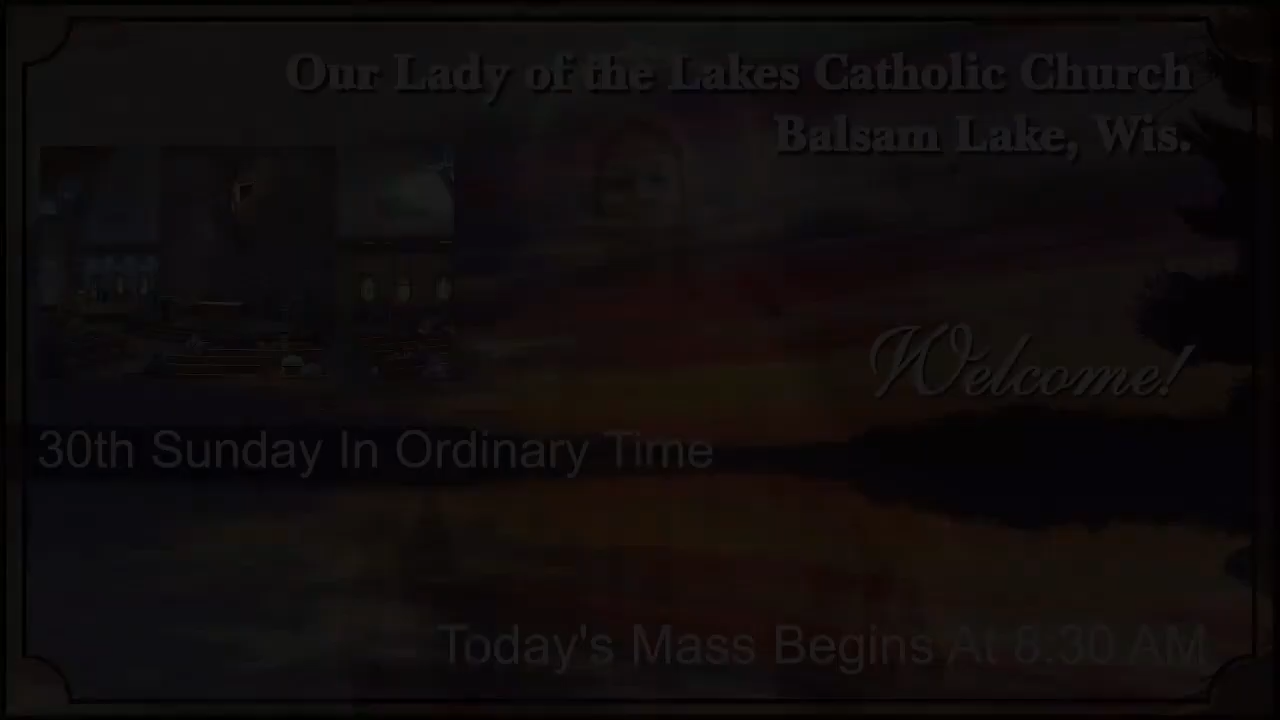 Our Lady of the Lakes Catholic Church
Balsam Lake, Wis.
Welcome!
30th Sunday In Ordinary Time
Today's Mass Begins At 8:30 AM